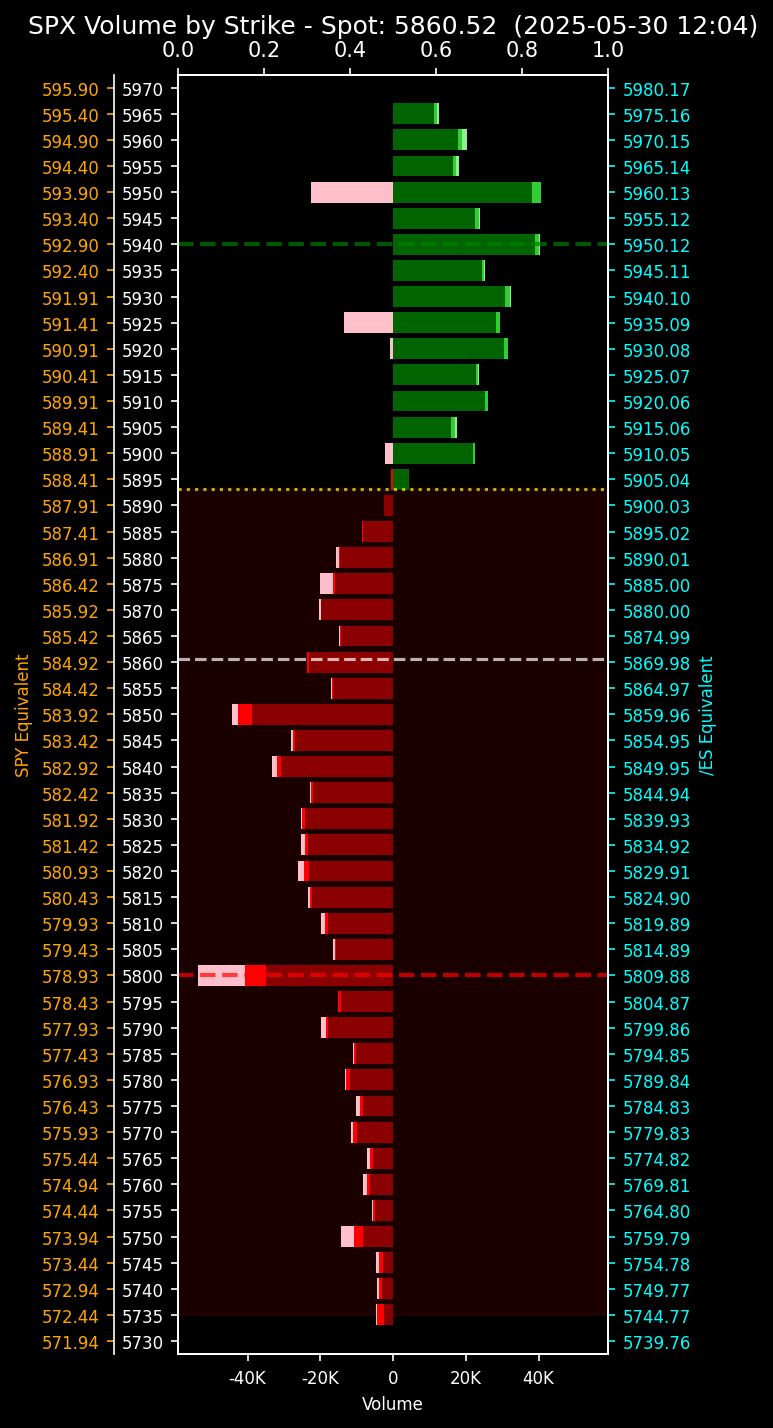 SPX Volume by Strike - Spot: 5860.52 (2025-05-30 12:04)
0.0 0.2 0.4 0.6 0.8 1.0
595.90 5970 5980.17
595.40 5965 5975.16
594.90 5960 5970.15
594.40 5955 5965.14
593.90 5950 5960.13
593.40 5945 5955.12
592.90 5940 5950.12
592.40 5935 5945.11
591.91 5930 5940.10
591.41 5925 5935.09
590.91 5920 5930.08
590.41 5915 5925.07
589.91 5910 5920.06
589.41 5905 5915.06
588.91 5900 5910.05
588.41 5895 5905.04
587.91 5890 5900.03
587.41 5885 5895.02
586.91 5880 5890.01
586.42 5875 5885.00
585.92 5870 5880.00
585.42 5865 5874.99
584.92 5860 5869.98
584.42 5855 5864.97
583.92 5850 5859.96
583.42 5845 5854.95
582.92 5840 5849.95
582.42 5835 5844.94
581.92 5830 5839.93
581.42 5825 5834.92
580.93 5820 5829.91
580.43 5815 5824.90
579.93 5810 5819.89
579.43 5805 5814.89
578.93 5800 5809.88
578.43 5795 5804.87
577.93 5790 5799.86
577.43 5785 5794.85
576.93 5780 5789.84
576.43 5775 5784.83
575.93 5770 5779.83
575.44 5765 5774.82
574.94 5760 5769.81
574.44 5755 5764.80
573.94 5750 5759.79
573.44 5745 5754.78
572.94 5740 5749.77
572.44 5735 5744.77
571.94 5730 5739.76
SPY Equivalent
/ES Equivalent
-40K -20K 0 20K 40K
Volume